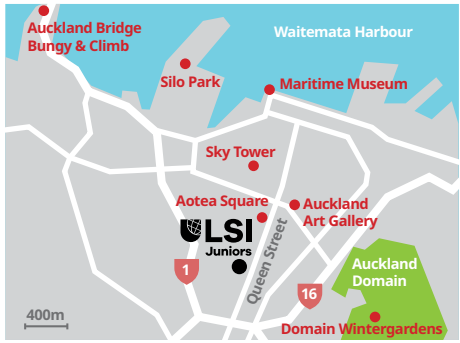 Auckland Bridge
Bungy & Climb
Waitemata Harbour
Silo Park
Maritime Museum
Sky Tower
Aotea Square
Auckland
Art Gallery
LSI
Juniors
Queen Street
1
16
Auckland
Domain
400m
Domain Wintergardens